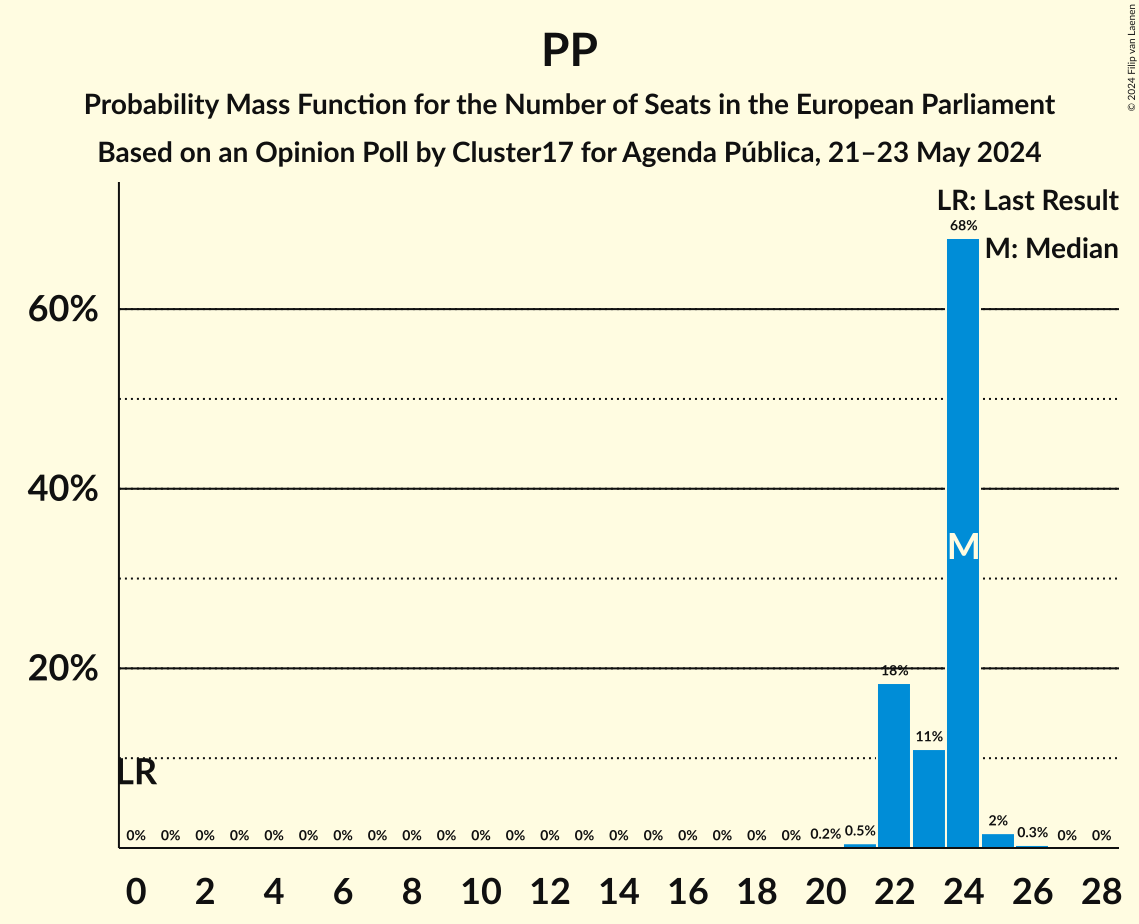 PP
Probability Mass Function for the Number of Seats in the European Parliament
Based on an Opinion Poll by Cluster17 for Agenda Pública, 21–23 May 2024
© 2024 Filip van Laenen
LR: Last Result
M: Median
68%
60%
40%
M
20%
18%
11%
LR
0% 0% 0% 0% 0% 0% 0% 0% 0% 0% 0% 0% 0% 0% 0% 0% 0% 0% 0% 0% 0.2% 0.5% 2% 0.3% 0% 0%
0 2 4 6 8 10 12 14 16 18 20 22 24 26 28